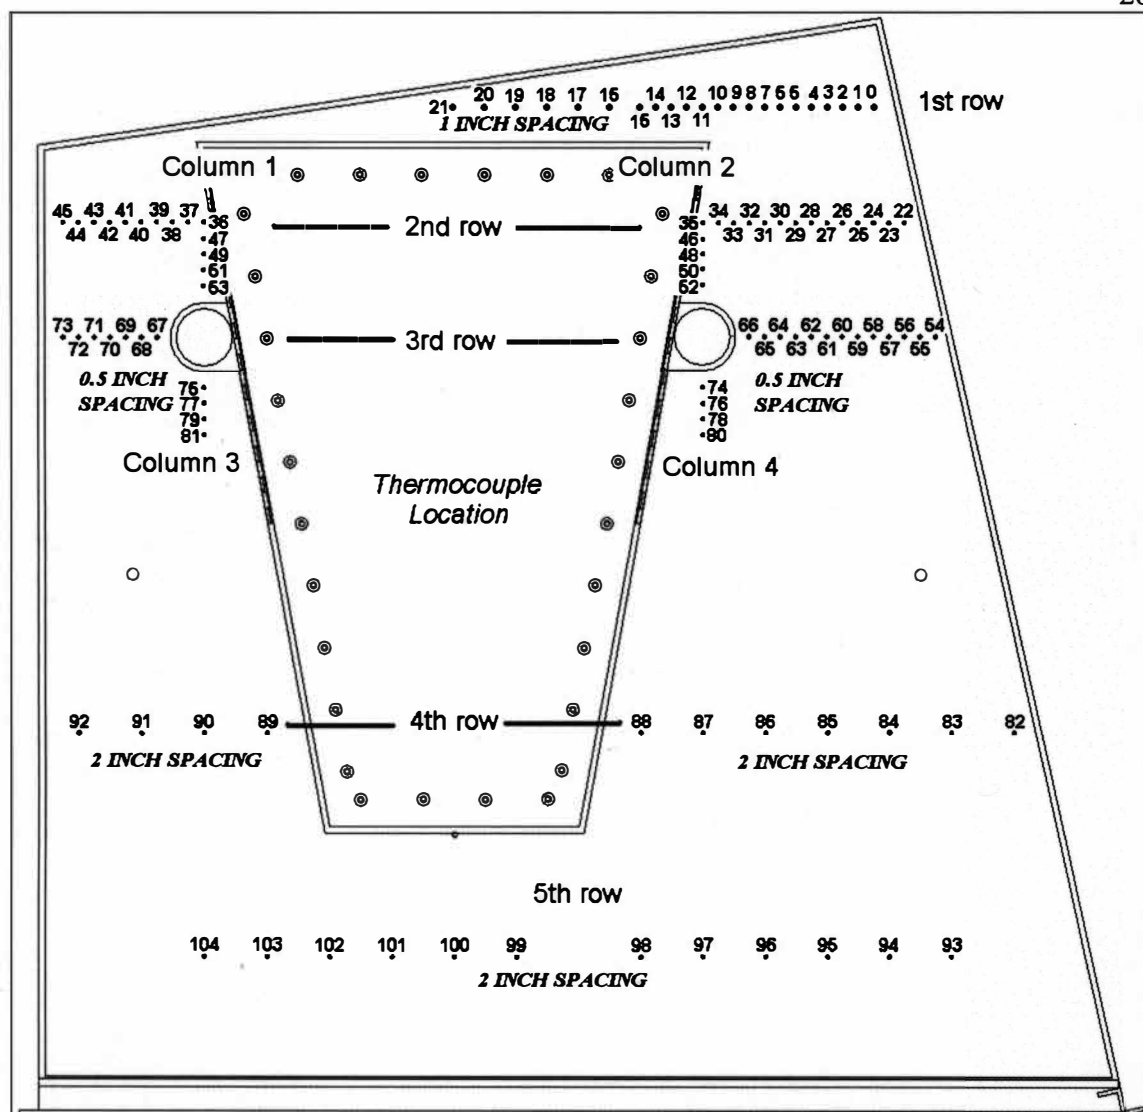 20 19 18 17 16 14 12 10 9 8 7 6 5 4 3 2 1 0
21
1st row
1 INCH SPACING
15 13 11
Column 1
Column 2
45 43 41 39 37
36
2nd row
35
34 32 30 28 26 24 22
44 42 40 38
33 31 29 27 25 23
47
46
49
48
51
50
53
52
73 71 69 67
66 64 62 60 58 56 54
3rd row
72 70 68
65 63 61 59 57 55
0.5 INCH
SPACING
0.5 INCH
SPACING
75
74
77
76
79
78
81
80
Column 3
Column 4
Thermocouple
Location
92 91 90 89
4th row
88 87 86 85 84 83 82
2 INCH SPACING
2 INCH SPACING
5th row
104 103 102 101 100 99 98 97 96 95 94 93
2 INCH SPACING